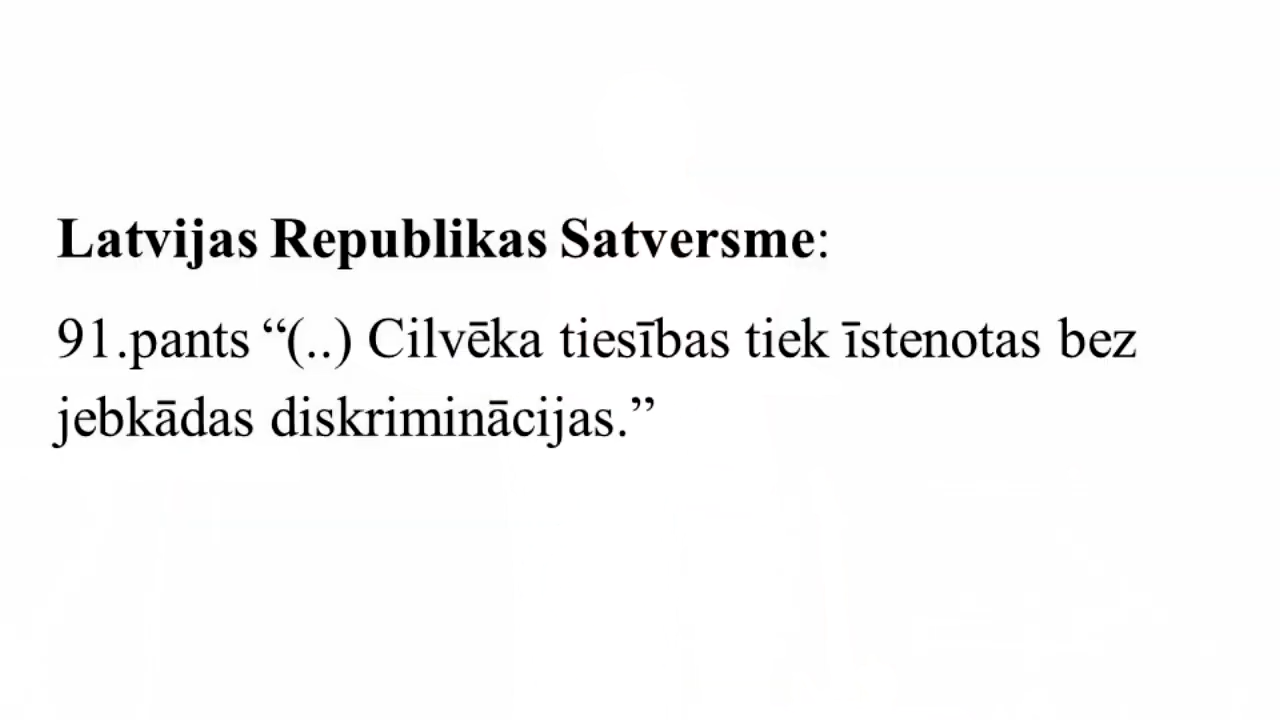 Latvijas Republikas Satversme:
91.pants “(..) Cilvēka tiesības tiek īstenotas bez
jebkādas diskriminācijas.”